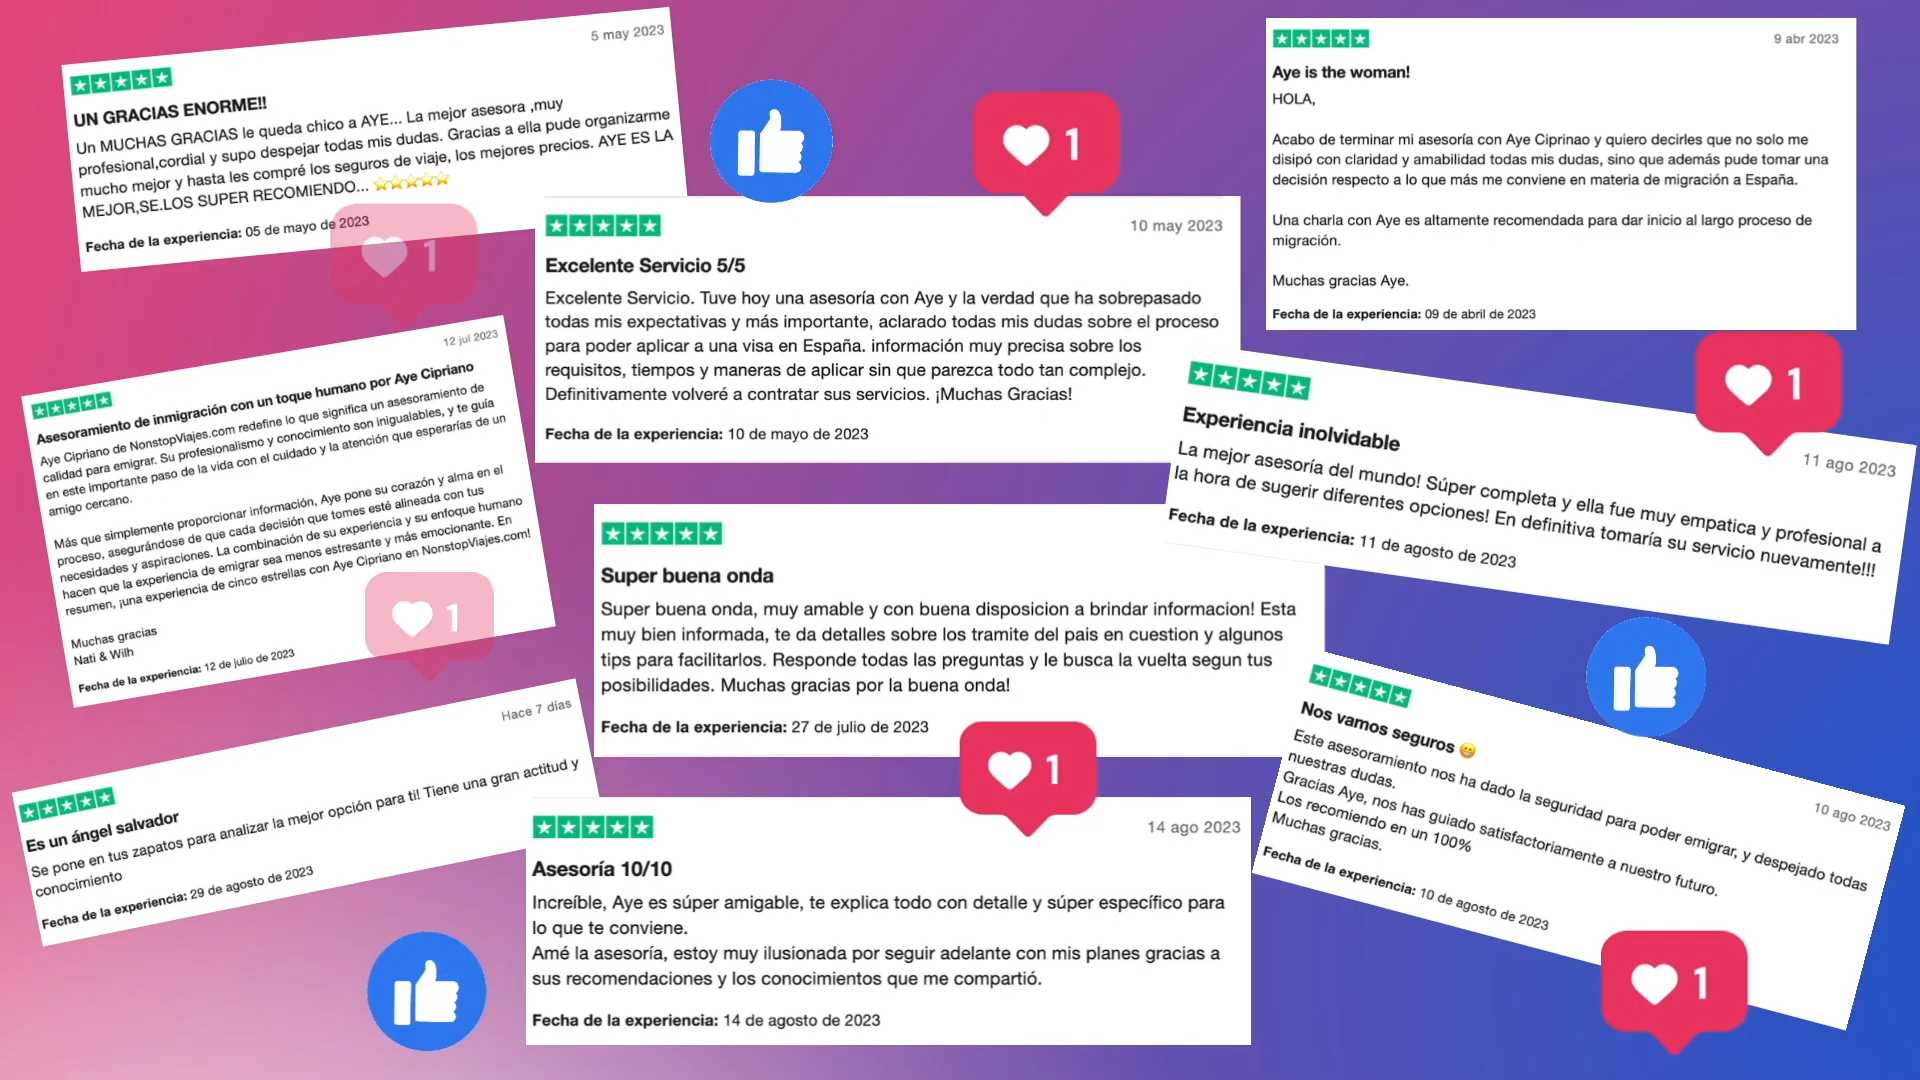 5 may 2023
UN GRACIAS ENORME!!
Un MUCHAS GRACIAS le queda chico a AYE... La mejor asesora ,muy
profesional,cordial y supo despejar todas mis dudas. Gracias a ella pude organizarme
mucho mejor y hasta les compré los seguros de viaje, los mejores precios. AYE ES LA
MEJOR,SE.LOS SUPER RECOMIENDO... ⭐⭐⭐⭐⭐
Fecha de la experiencia: 05 de mayo de 2023
1
1
10 may 2023
Excelente Servicio 5/5
Excelente Servicio. Tuve hoy una asesoría con Aye y la verdad que ha sobrepasado
todas mis expectativas y más importante, aclarado todas mis dudas sobre el proceso
para poder aplicar a una visa en España. información muy precisa sobre los
requisitos, tiempos y maneras de aplicar sin que parezca todo tan complejo.
Definitivamente volveré a contratar sus servicios. ¡Muchas Gracias!
Fecha de la experiencia: 10 de mayo de 2023
9 abr 2023
Aye is the woman!
HOLA,
Acabo de terminar mi asesoría con Aye Ciprinao y quiero decirles que no solo me
disipó con claridad y amabilidad todas mis dudas, sino que además pude tomar una
decisión respecto a lo que más me conviene en materia de migración a España.
Una charla con Aye es altamente recomendada para dar inicio al largo proceso de
migración.
Muchas gracias Aye.
Fecha de la experiencia: 09 de abril de 2023
12 jul 2023
Asesoramiento de inmigración con un toque humano por Aye Cipriano
Aye Cipriano de NonstopViajes.com redefine lo que significa un asesoramiento de
calidad para emigrar. Su profesionalismo y conocimiento son inigualables, y te guía
en este importante paso de la vida con el cuidado y la atención que esperarías de un
amigo cercano.
Más que simplemente proporcionar información, Aye pone su corazón y alma en el
proceso, asegurándose de que cada decisión que tomes esté alineada con tus
necesidades y aspiraciones. La combinación de su experiencia y su enfoque humano
hacen que la experiencia de emigrar sea menos estresante y más emocionante. En
resumen, ¡una experiencia de cinco estrellas con Aye Cipriano en NonstopViajes.com!
Muchas gracias
Nati & Wilh
Fecha de la experiencia: 12 de julio de 2023
1
1
11 ago 2023
Experiencia inolvidable
La mejor asesoría del mundo! Súper completa y ella fue muy empatica y profesional a
la hora de sugerir diferentes opciones! En definitiva tomaría su servicio nuevamente!!!
Fecha de la experiencia: 11 de agosto de 2023
Super buena onda
Super buena onda, muy amable y con buena disposicion a brindar informacion! Esta
muy bien informada, te da detalles sobre los tramite del pais en cuestion y algunos
tips para facilitarlos. Responde todas las preguntas y le busca la vuelta segun tus
posibilidades. Muchas gracias por la buena onda!
Fecha de la experiencia: 27 de julio de 2023
1
Hace 7 días
Es un ángel salvador
Se pone en tus zapatos para analizar la mejor opción para ti! Tiene una gran actitud y
conocimiento
Fecha de la experiencia: 29 de agosto de 2023
14 ago 2023
Asesoría 10/10
Increíble, Aye es súper amigable, te explica todo con detalle y súper específico para
lo que te conviene.
Amé la asesoría, estoy muy ilusionada por seguir adelante con mis planes gracias a
sus recomendaciones y los conocimientos que me compartió.
Fecha de la experiencia: 14 de agosto de 2023
10 ago 2023
Nos vamos seguros 😁
Este asesoramiento nos ha dado la seguridad para poder emigrar, y despejado todas
nuestras dudas.
Gracias Aye, nos has guiado satisfactoriamente a nuestro futuro.
Los recomiendo en un 100%
Muchas gracias.
Fecha de la experiencia: 10 de agosto de 2023
1